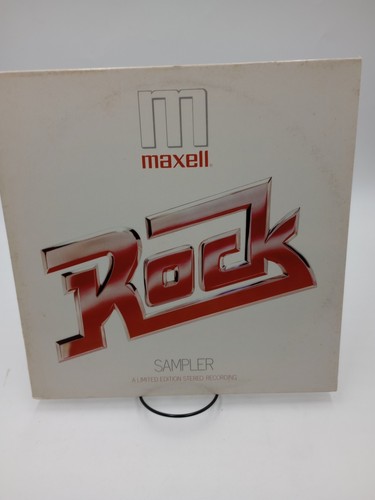 m
maxell
Rock
SAMPLER
A LIMITED EDITION STEREO RECORDING